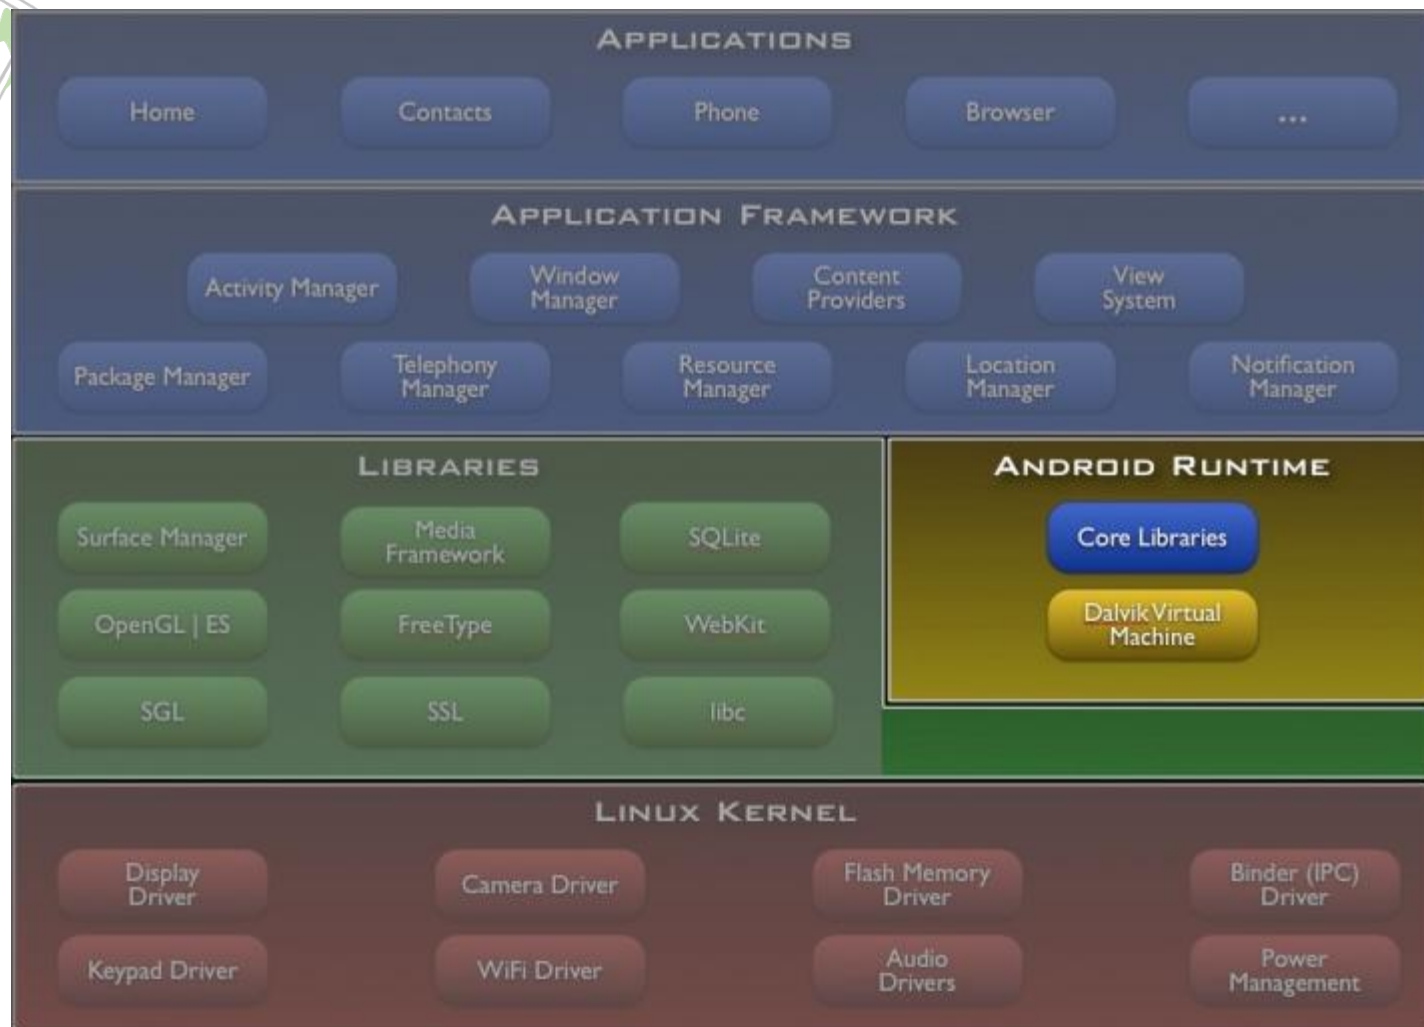 APPLICATIONS
Home
Contacts
Phone
Browser
...
APPLICATION FRAMEWORK
Activity Manager
Window
Manager
Content
Providers
View
System
Package Manager
Telephony
Manager
Resource
Manager
Location
Manager
Notification
Manager
LIBRARIES
Surface Manager
Media
Framework
SQLite
OpenGL | ES
FreeType
WebKit
SGL
SSL
libc
ANDROID RUNTIME
Core Libraries
Dalvik Virtual
Machine
LINUX KERNEL
Display
Driver
Camera Driver
Flash Memory
Driver
Binder (IPC)
Driver
Keypad Driver
WiFi Driver
Audio
Drivers
Power
Management